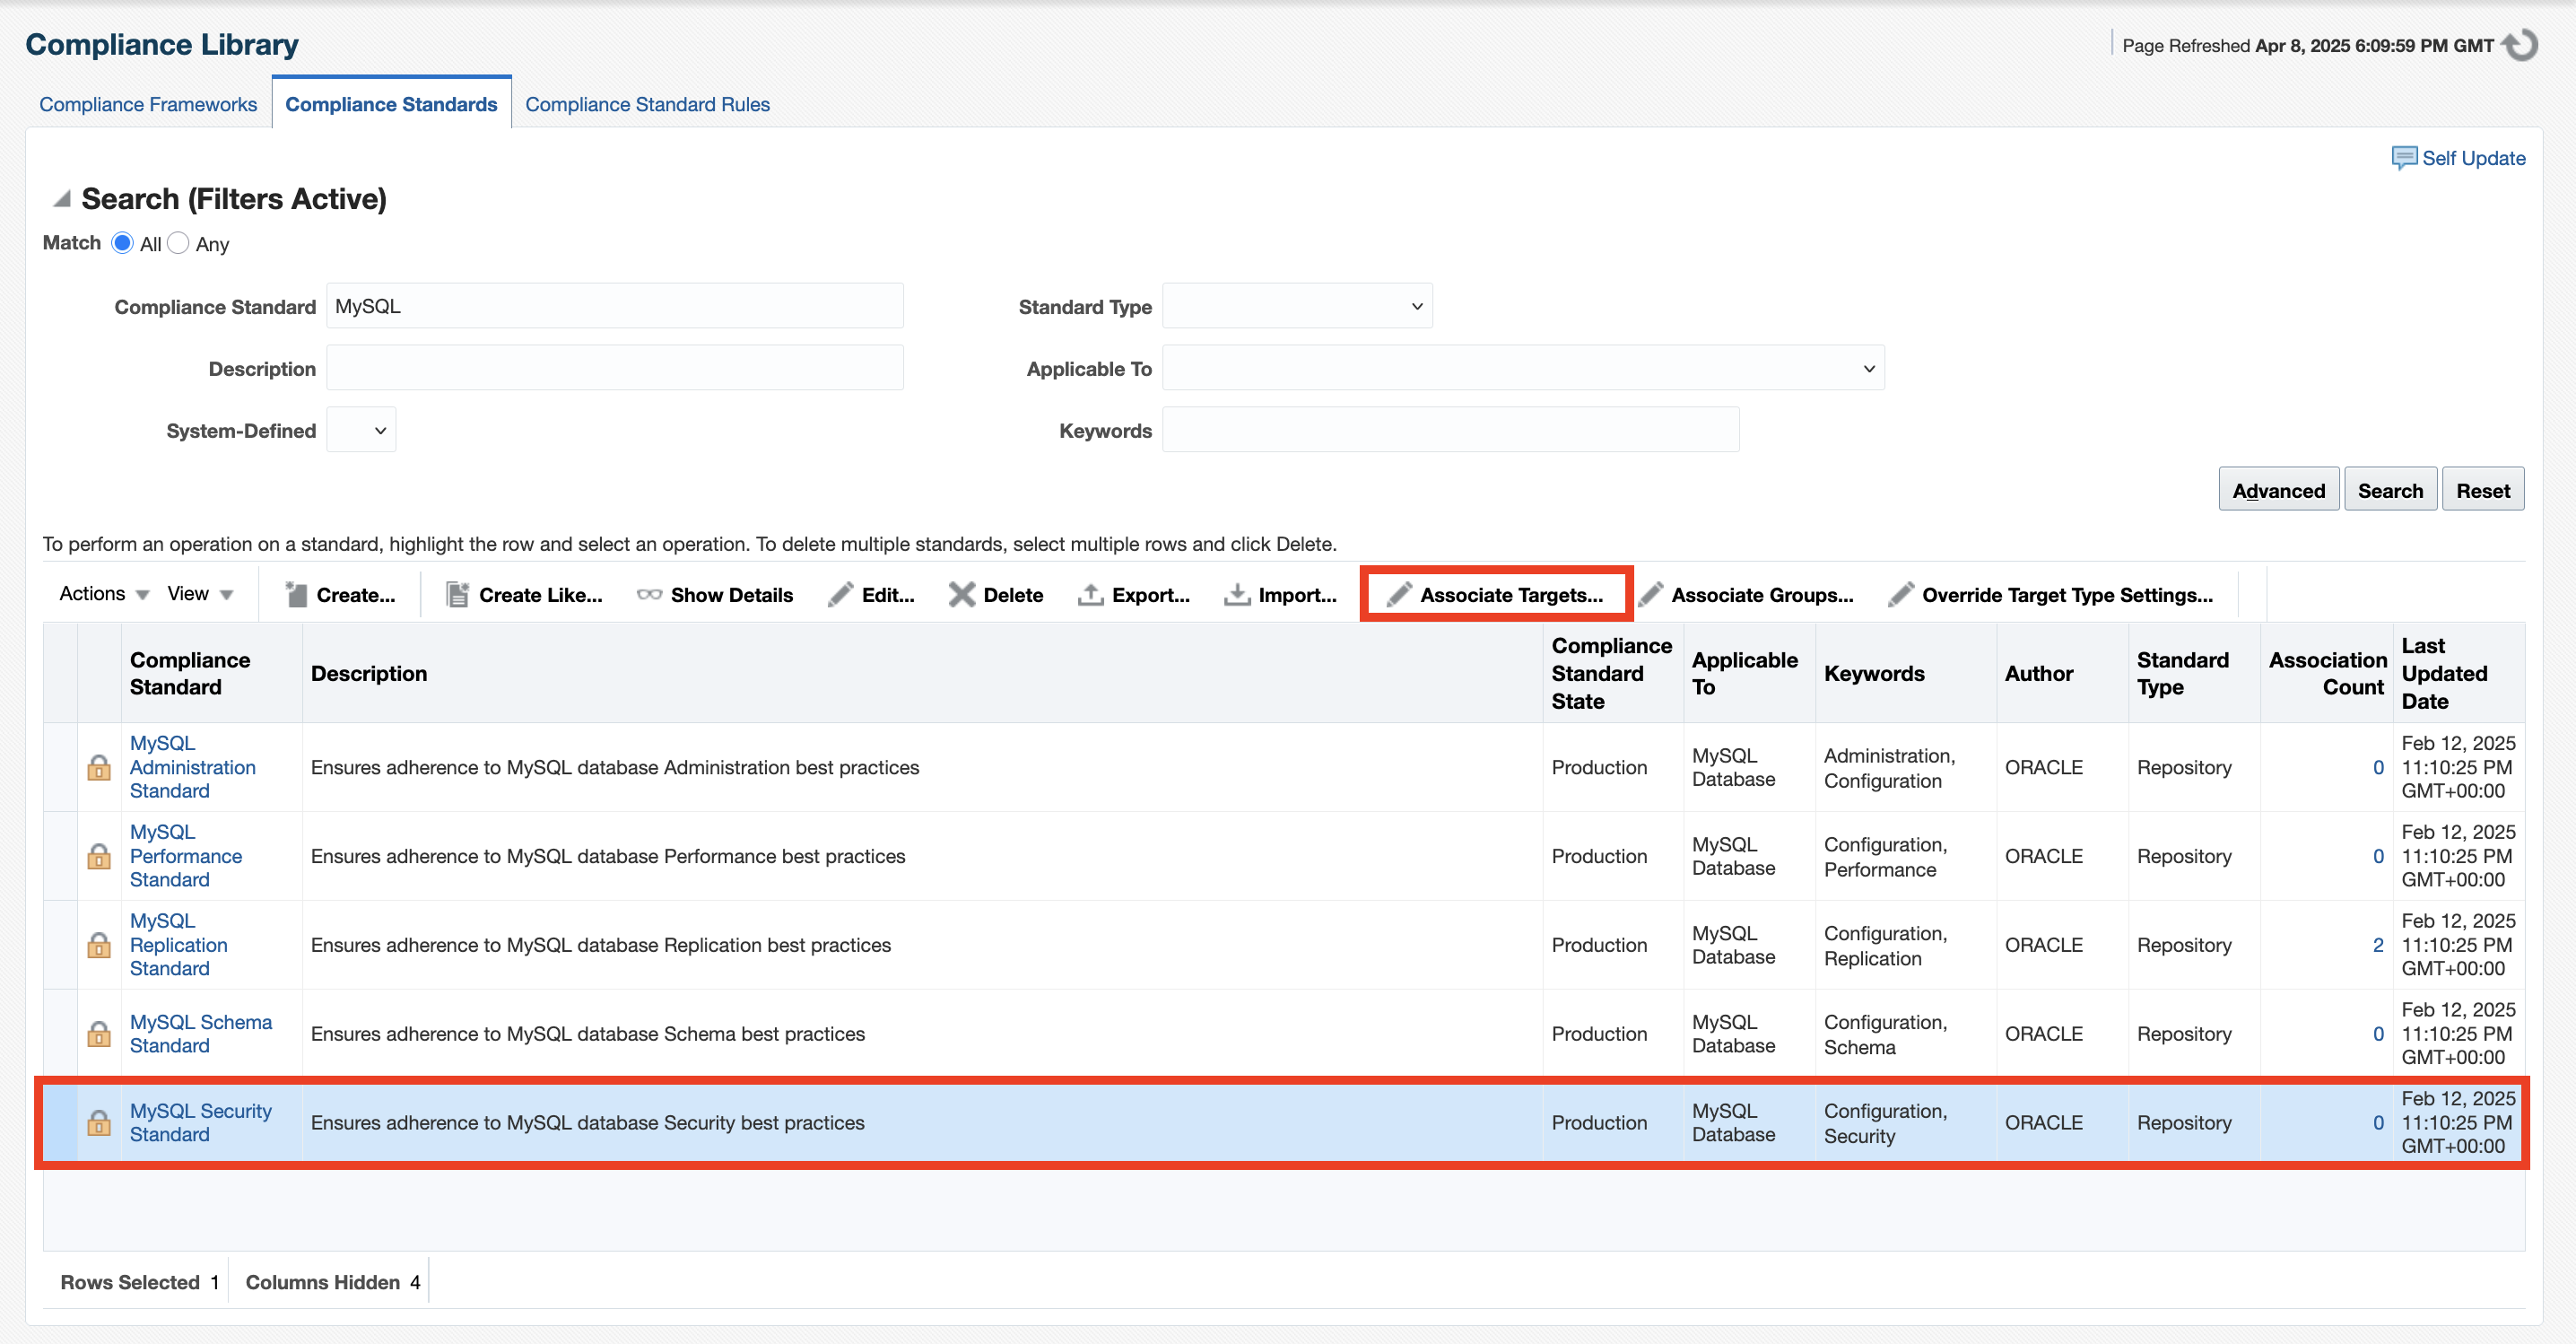 Compliance Library
Page Refreshed Apr 8, 2025 6:09:59 PM GMT
Compliance Frameworks
Compliance Standards
Compliance Standard Rules
Self Update
Search (Filters Active)
Match All Any
Compliance Standard MySQL
Standard Type
Description
Applicable To
System-Defined
Keywords
Advanced
Search
Reset
To perform an operation on a standard, highlight the row and select an operation. To delete multiple standards, select multiple rows and click Delete.
Actions View Create... Create Like... Show Details Edit... Delete Export... Import... Associate Targets... Associate Groups... Override Target Type Settings...
Compliance
Standard
Description
Compliance
Standard
State
Applicable
To
Keywords
Author
Standard
Type
Association
Count
Last
Updated
Date
MySQL
Administration
Standard
Ensures adherence to MySQL database Administration best practices
Production
MySQL
Database
Administration,
Configuration
ORACLE
Repository
0
Feb 12, 2025
11:10:25 PM
GMT+00:00
MySQL
Performance
Standard
Ensures adherence to MySQL database Performance best practices
Production
MySQL
Database
Configuration,
Performance
ORACLE
Repository
0
Feb 12, 2025
11:10:25 PM
GMT+00:00
MySQL
Replication
Standard
Ensures adherence to MySQL database Replication best practices
Production
MySQL
Database
Configuration,
Replication
ORACLE
Repository
2
Feb 12, 2025
11:10:25 PM
GMT+00:00
MySQL Schema
Standard
Ensures adherence to MySQL database Schema best practices
Production
MySQL
Database
Configuration,
Schema
ORACLE
Repository
0
Feb 12, 2025
11:10:25 PM
GMT+00:00
MySQL Security
Standard
Ensures adherence to MySQL database Security best practices
Production
MySQL
Database
Configuration,
Security
ORACLE
Repository
0
Feb 12, 2025
11:10:25 PM
GMT+00:00
Rows Selected 1
Columns Hidden 4